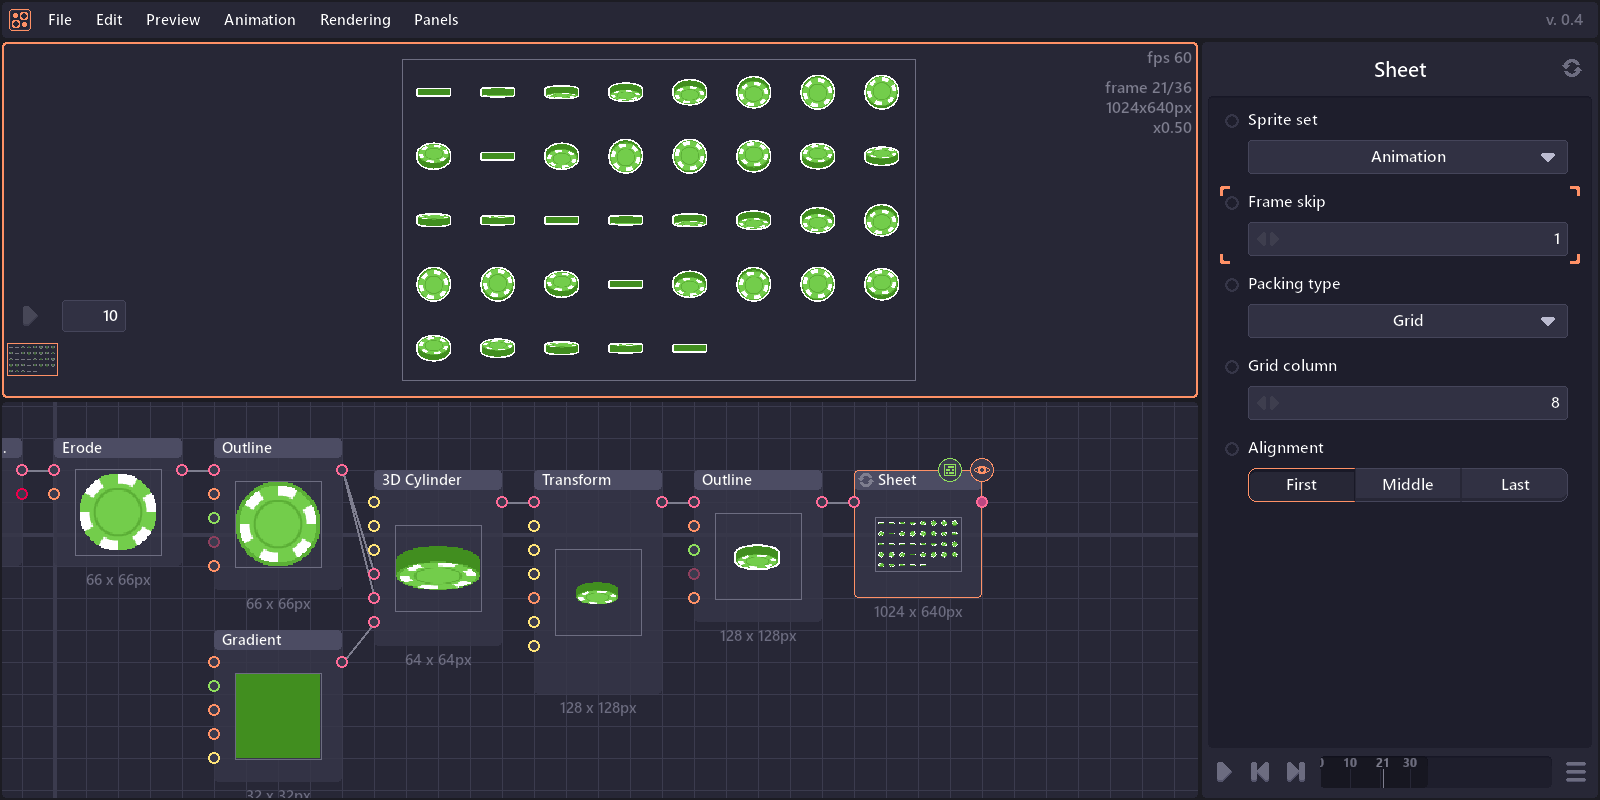 File Edit Preview Animation Rendering Panels v. 0.4
fps 60
frame 21/36
1024x640px
x0.50
10
Sheet
Sprite set
Animation
Frame skip
1
Packing type
Grid
Grid column
8
Alignment
First Middle Last
Erode
66 x 66px
Outline
66 x 66px
Gradient
32 x 32px
3D Cylinder
64 x 64px
Transform
128 x 128px
Outline
128 x 128px
Sheet
1024 x 640px
10 21 30